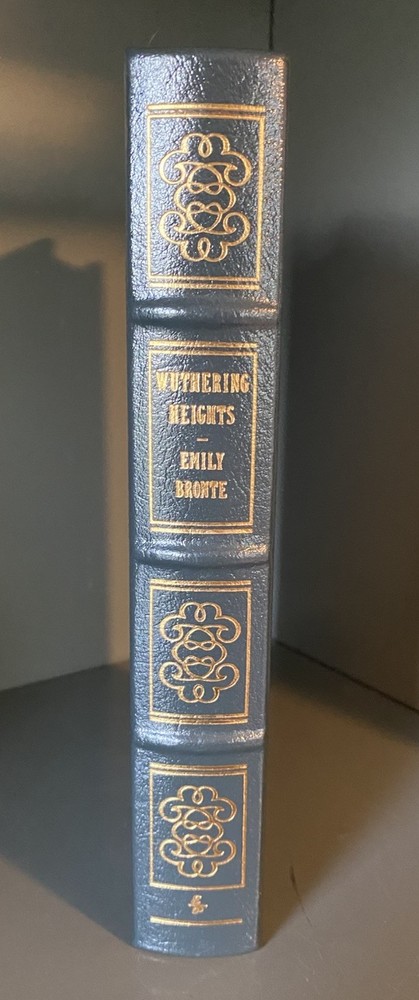 WUTHERING
HEIGHTS
–
EMILY
BRONTE